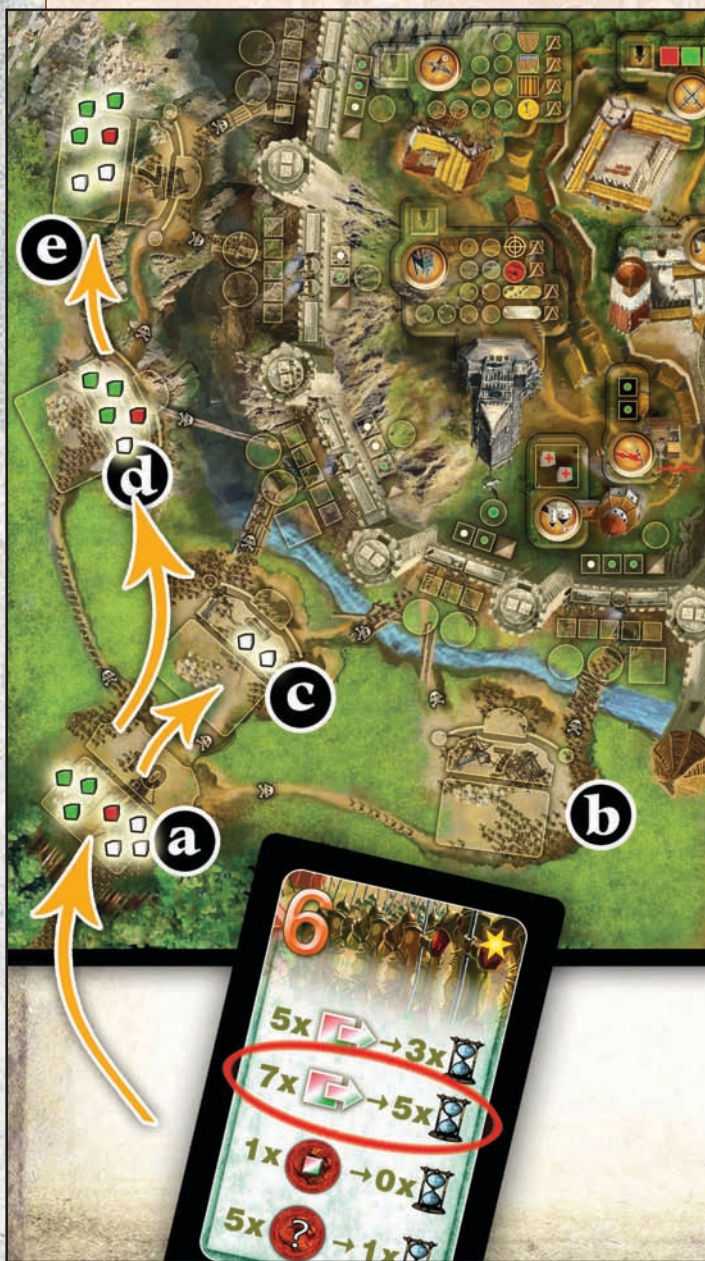 e
d
c
a
b
6
5x → 3x
7x → 5x
1x → 0x
5x ? → 1x